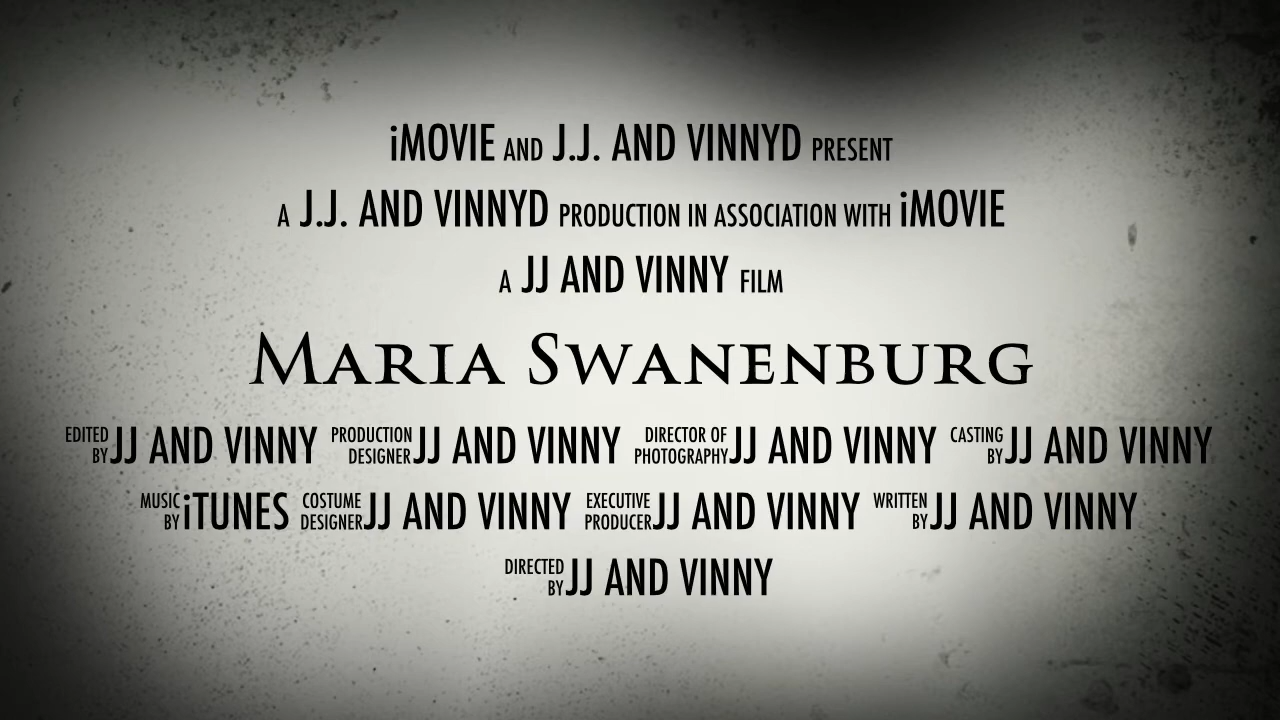 iMOVIE AND J.J. AND VINNYD PRESENT
A J.J. AND VINNYD PRODUCTION IN ASSOCIATION WITH iMOVIE
A JJ AND VINNY FILM
MARIA SWANENBURG
EDITED BY JJ AND VINNY PRODUCTION DESIGNER JJ AND VINNY DIRECTOR OF PHOTOGRAPHY JJ AND VINNY CASTING BY JJ AND VINNY
MUSIC BY iTUNES COSTUME DESIGNER JJ AND VINNY EXECUTIVE PRODUCER JJ AND VINNY WRITTEN BY JJ AND VINNY
DIRECTED BY JJ AND VINNY